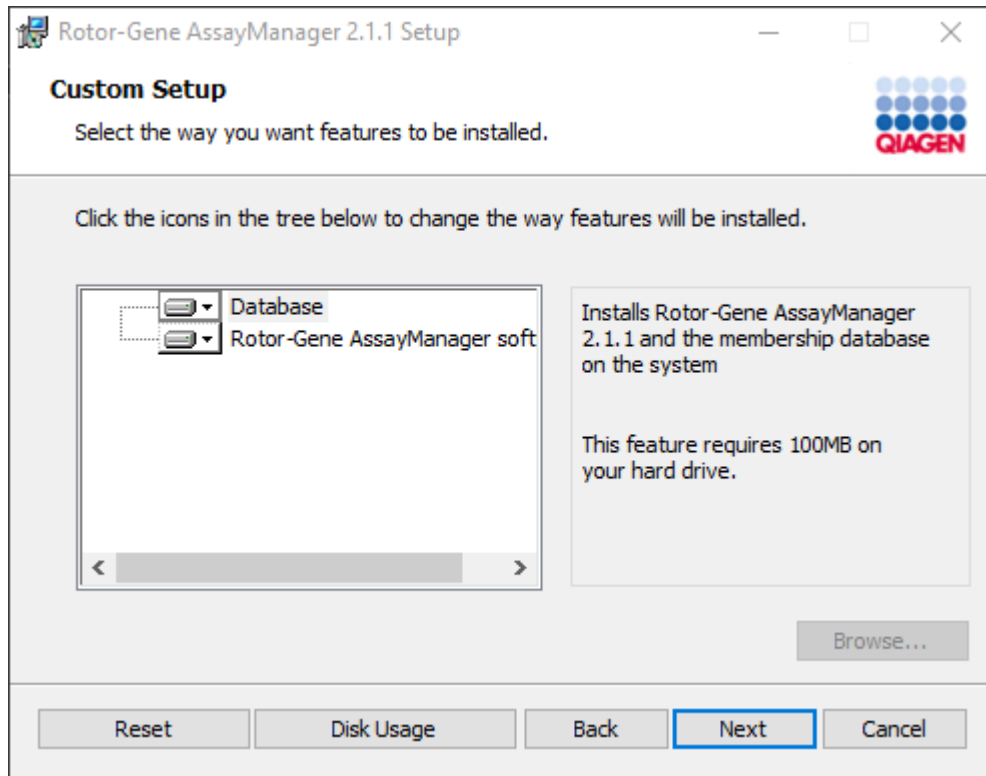 Rotor-Gene AssayManager 2.1.1 Setup
Custom Setup
Select the way you want features to be installed.
QIAGEN
Click the icons in the tree below to change the way features will be installed.
Database
Rotor-Gene AssayManager soft
Installs Rotor-Gene AssayManager
2.1.1 and the membership database
on the system
This feature requires 100MB on
your hard drive.
Browse...
Reset
Disk Usage
Back
Next
Cancel